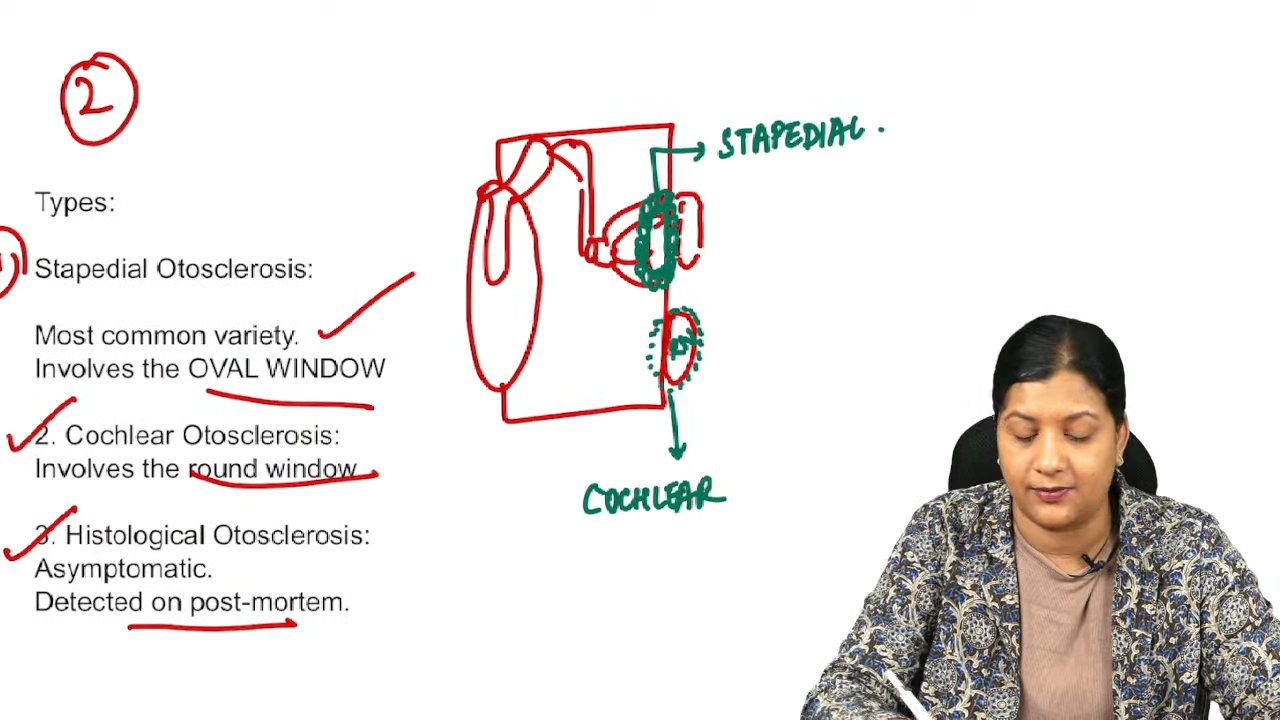 2
Types:
Stapedial Otosclerosis:
Most common variety.
Involves the OVAL WINDOW
2. Cochlear Otosclerosis:
Involves the round window
3. Histological Otosclerosis:
Asymptomatic.
Detected on post-mortem.
STAPEDIAL.
COCHLEAR